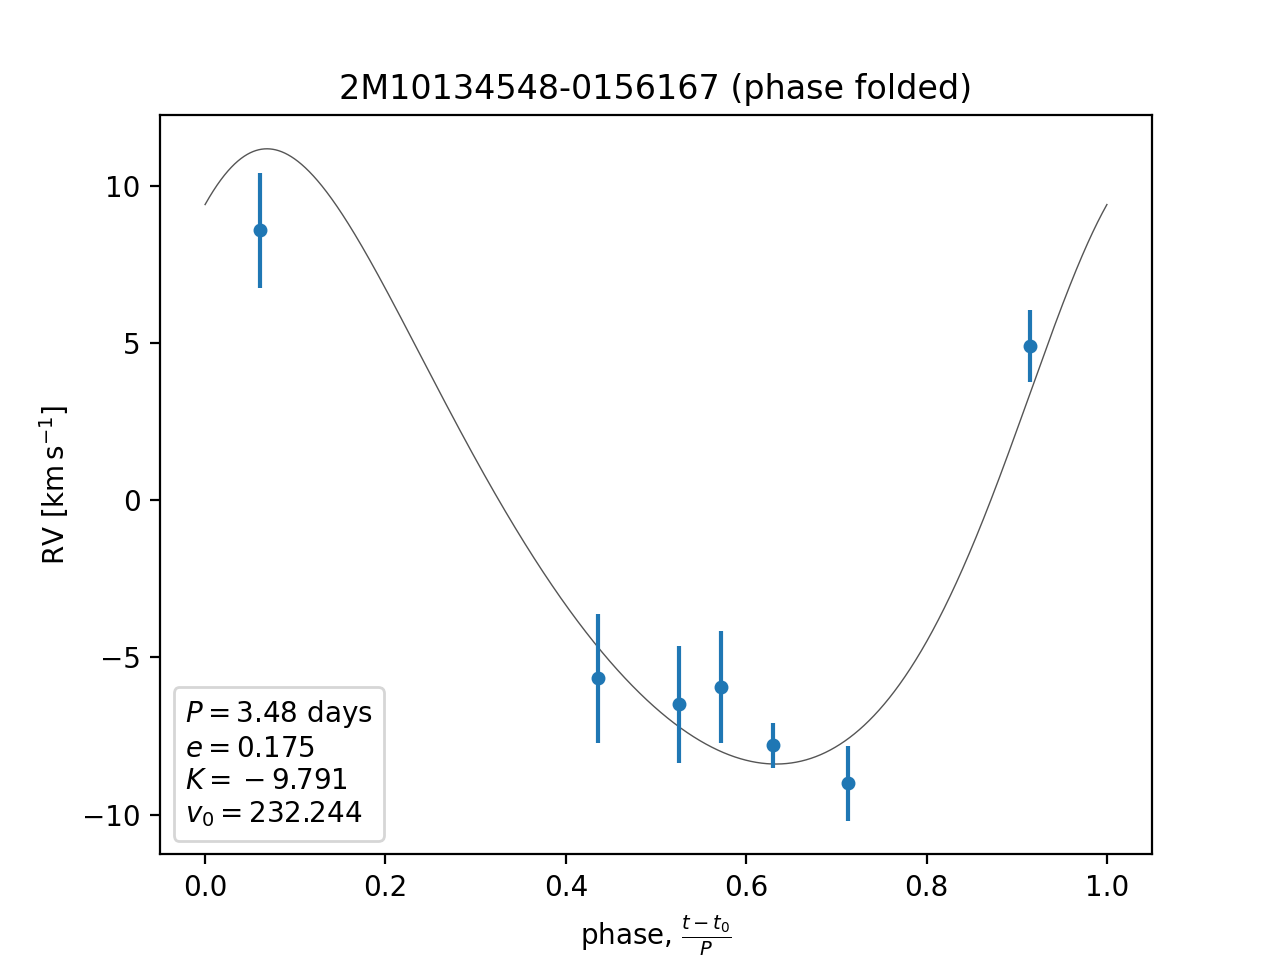 2M10134548-0156167 (phase folded)
RV [km s⁻¹]
10
5
0
−5
−10
P = 3.48 days
e = 0.175
K = −9.791
v₀ = 232.244
0.0 0.2 0.4 0.6 0.8 1.0
phase, (t − t₀)/P